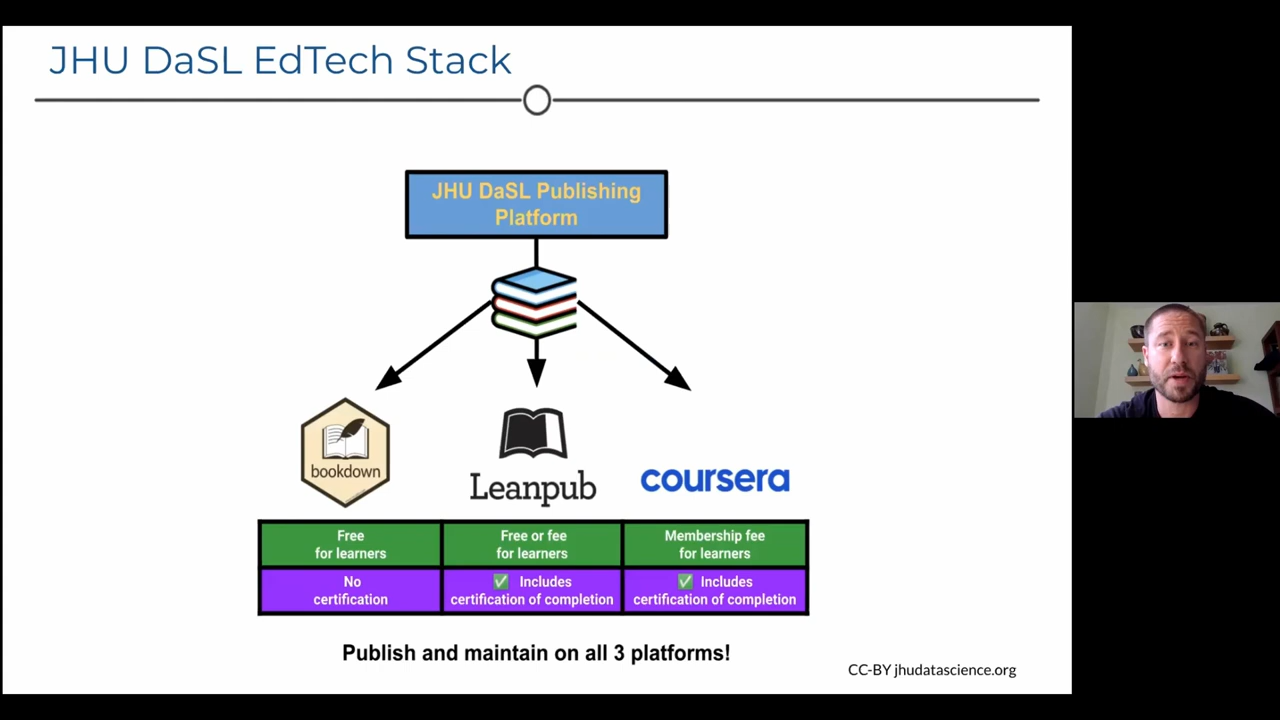 JHU DaSL EdTech Stack
JHU DaSL Publishing
Platform
bookdown
Leanpub
coursera
Free
for learners
Free or fee
for learners
Membership fee
for learners
No
certification
✅ Includes
certification of completion
✅ Includes
certification of completion
Publish and maintain on all 3 platforms!
CC-BY jhudatascience.org